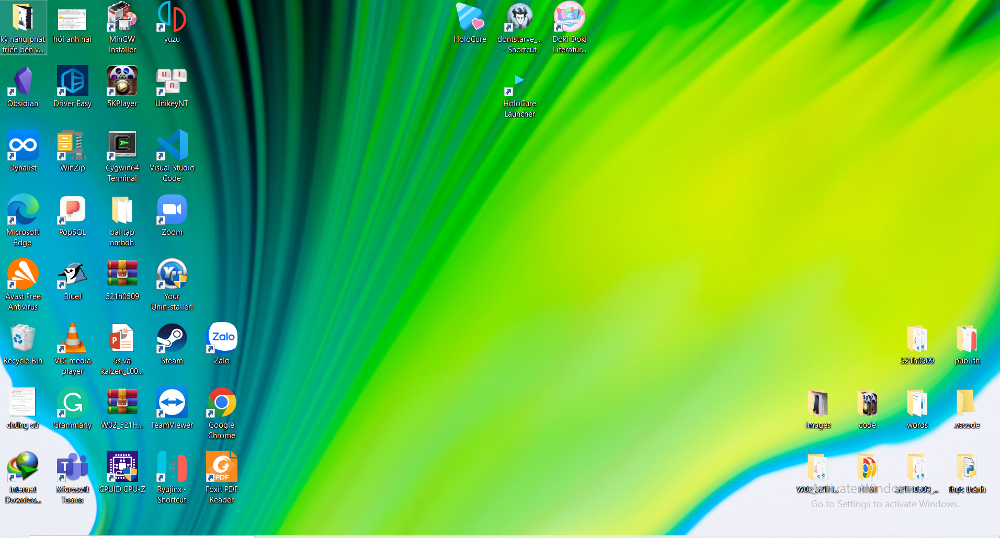 kỹ năng phát
triển bền v...
hỏi anh hai
MinGW
Installer
yuzu
HoloCure
dontstarve_...
- Shortcut
Doki Doki
Literatur...
Obsidian
Driver Easy
5KPlayer
u i
n
UnikeyNT
HoloCure
Launcher
Dynalist
WinZip
Cygwin64
Terminal
Visual Studio
Code
Microsoft
Edge
PopSQL
bài tập
nmhdh
Zoom
Avast Free
Antivirus
BlueJ
521h0509
Your
Unin-staller!
Recycle Bin
VLC media
player
5s và
kaizen_L00...
Steam
Zalo
Zalo
521h0509
publish
chứng cứ
Grammarly
W02_521H...
TeamViewer
Google
Chrome
images
code
words
.vscode
Internet
Downloa...
Microsoft
Teams
CPUID CPU-Z
Ryujinx -
Shortcut
PDF
Foxit PDF
Reader
W02_521H...
521h0509_...
thực thành
Activate Windows
Go to Settings to activate Windows.